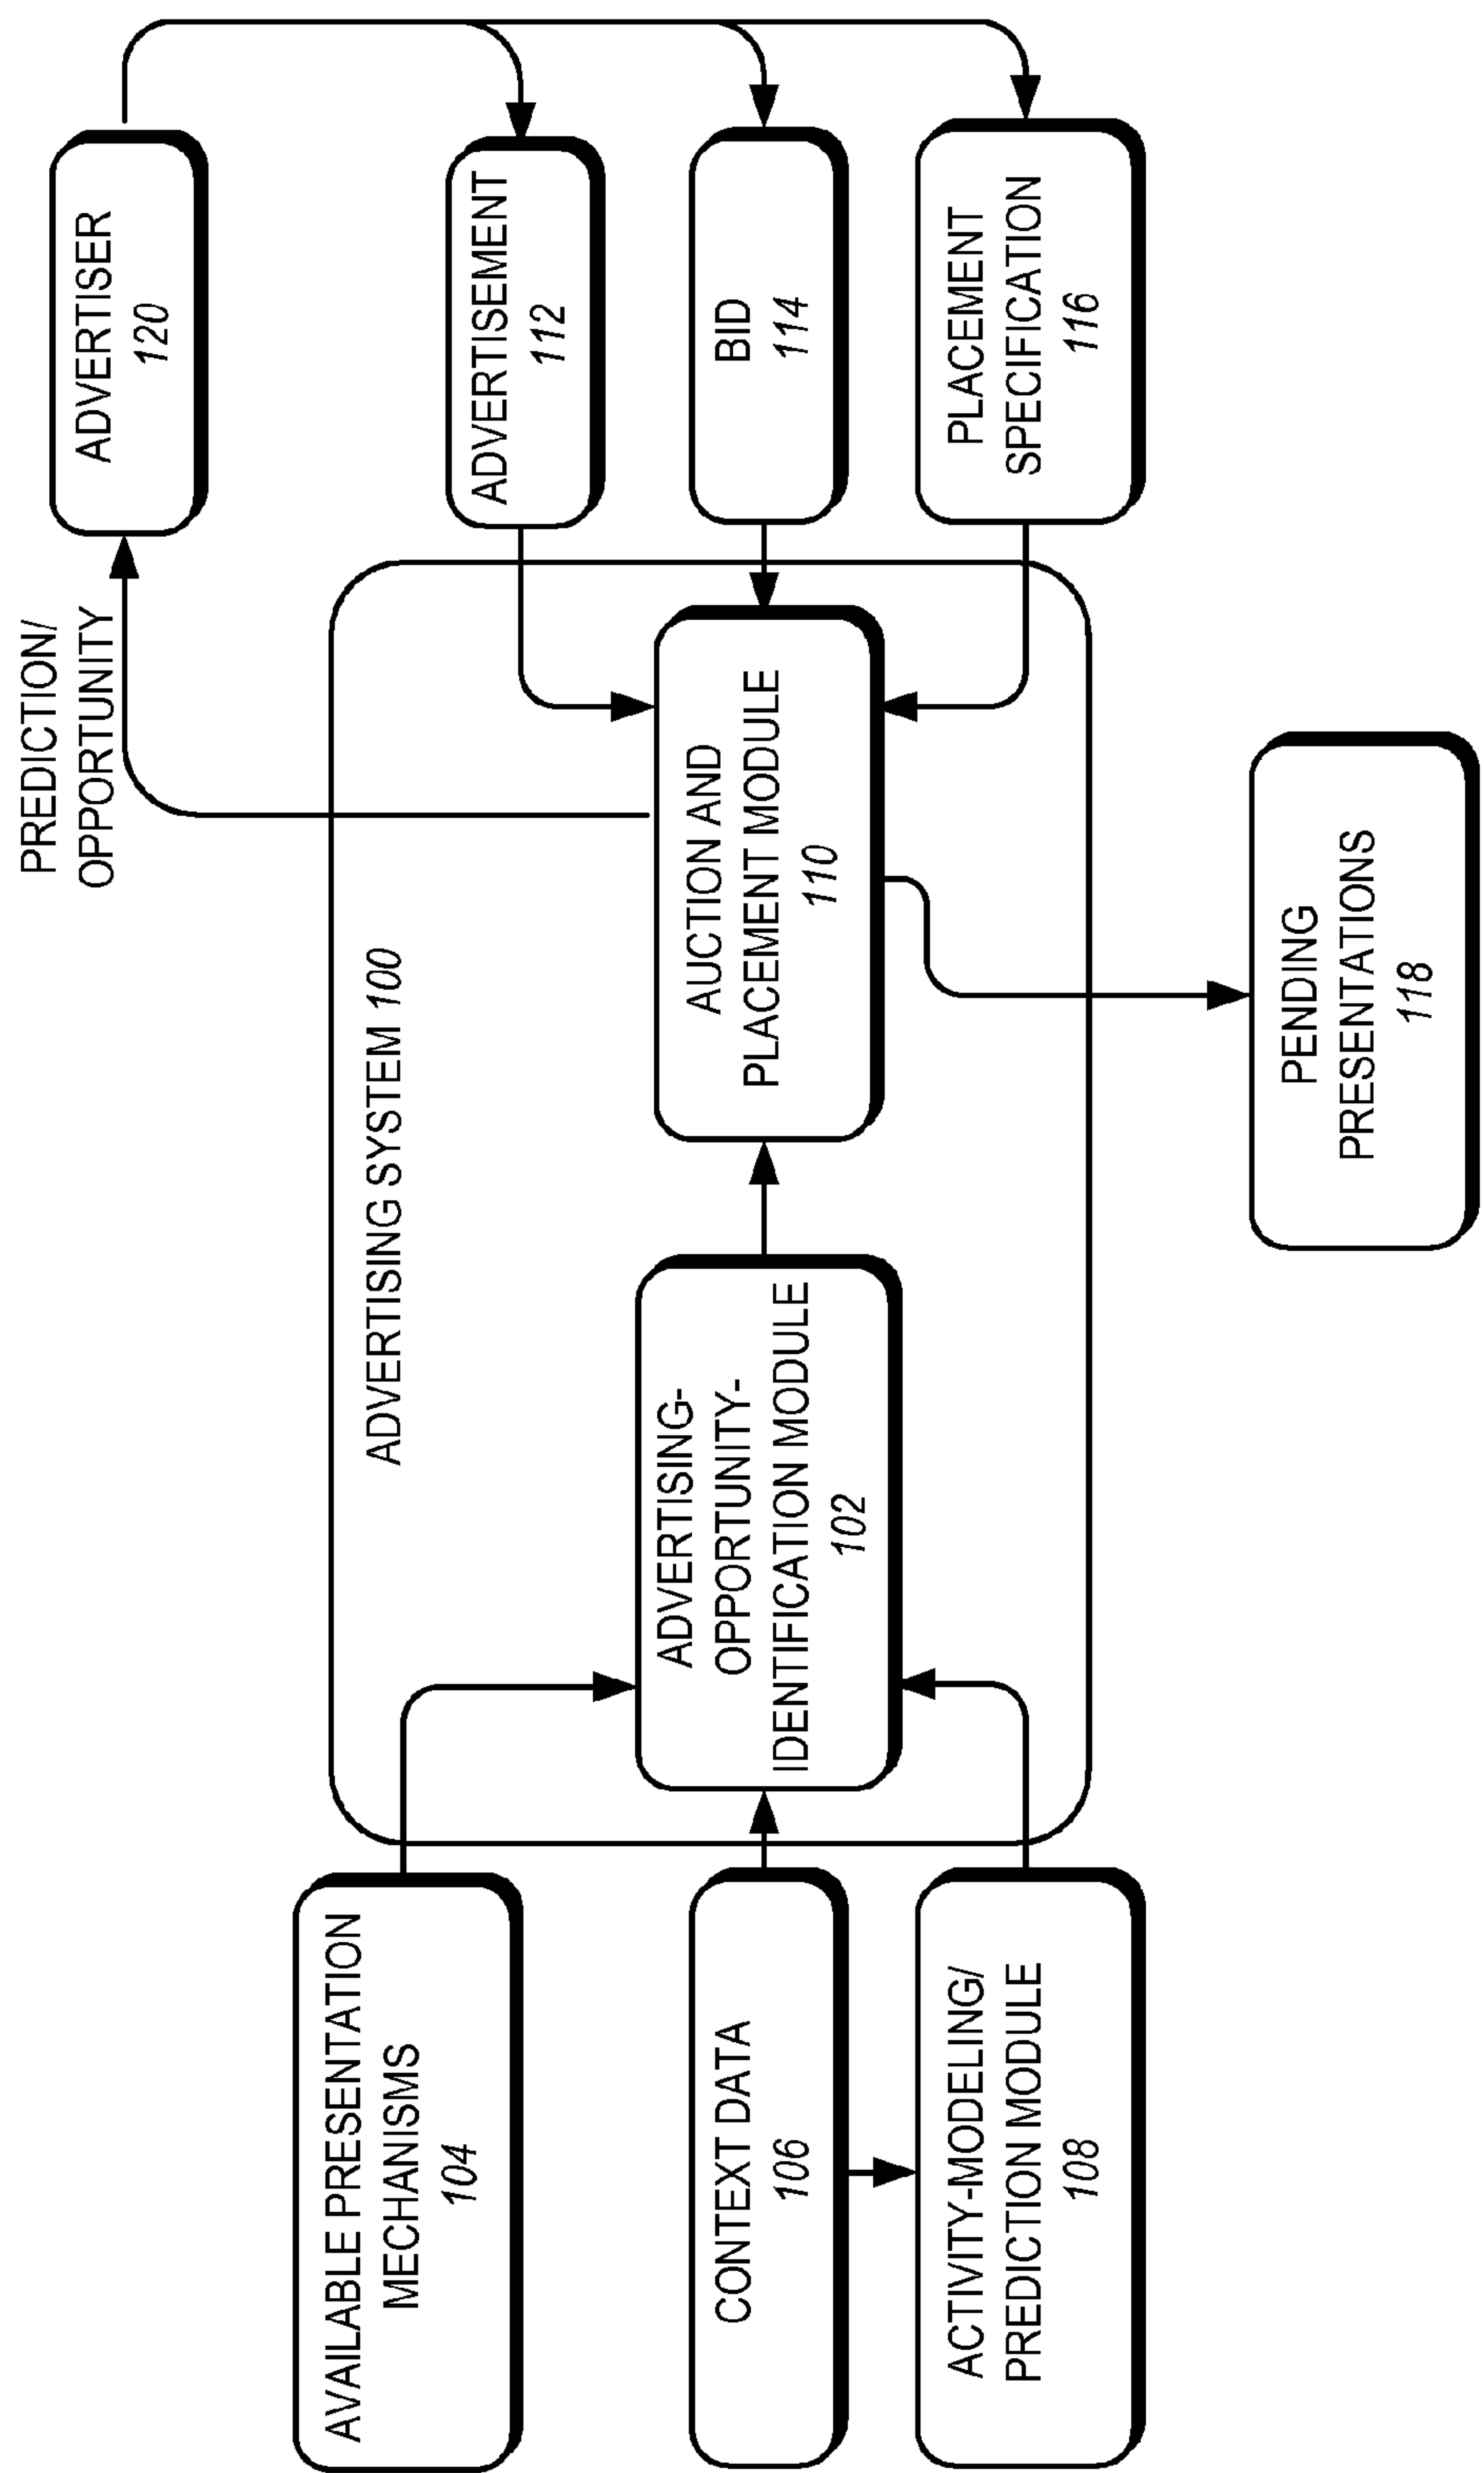 PREDICTION/
OPPORTUNITY
ADVERTISER
120
ADVERTISING SYSTEM 100
AVAILABLE PRESENTATION
MECHANISMS
104
ADVERTISEMENT
112
CONTEXT DATA
106
ADVERTISING-
OPPORTUNITY-
IDENTIFICATION MODULE
102
AUCTION AND
PLACEMENT MODULE
110
BID
114
ACTIVITY-MODELING/
PREDICTION MODULE
108
PLACEMENT
SPECIFICATION
116
PENDING
PRESENTATIONS
118